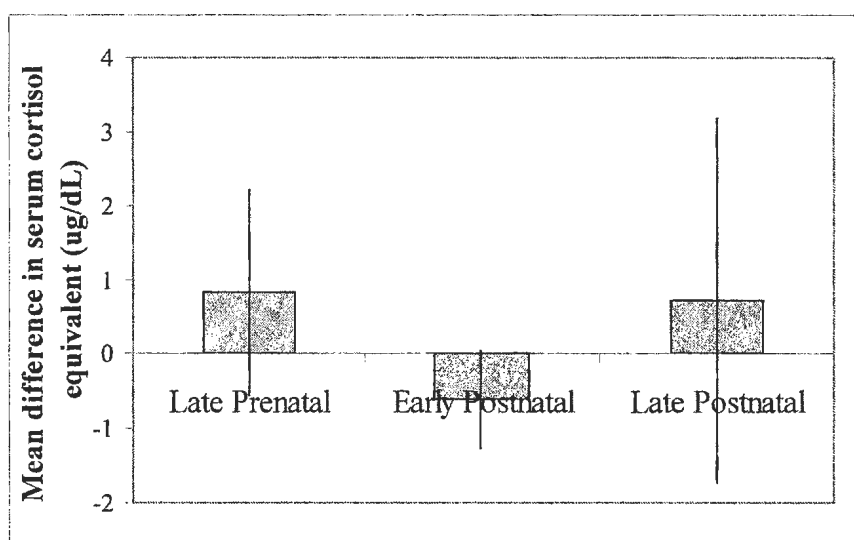 Mean difference in serum cortisol
equivalent (ug/dL)
4
3
2
1
0
-1
-2
Late Prenatal
Early Postnatal
Late Postnatal